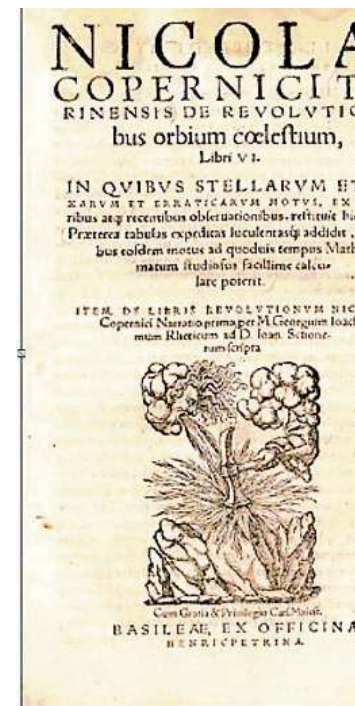 NICOLA
COPERNICI T
RINENSIS DE REVOLVTIO
bus orbium cœleſtium,
Libri VI.
IN QVIBVS STELLARVM ET
XARVM ET ERRATICARVM MOTVS, EX
ribus atq; recentibus obſeruationibus, reſtituit hic
Præterea tabulas expeditas luculentasq; addidit,
bus eoſdem motus ad quoduis tempus Math
matum ſtudioſus facillime calcu-
lare poterit.
ITEM, DE LIBRIS REVOLVTIONVM NIC
Copernici Narratio prima, per M. Georgium Ioach
mum Rheticum ad D. Ioan. Schone-
rum ſcripta
Cum Gratia & Priuilegio Cæſ. Maieſt.
BASILEAE, EX OFFICINA
HENRICPETRINA.